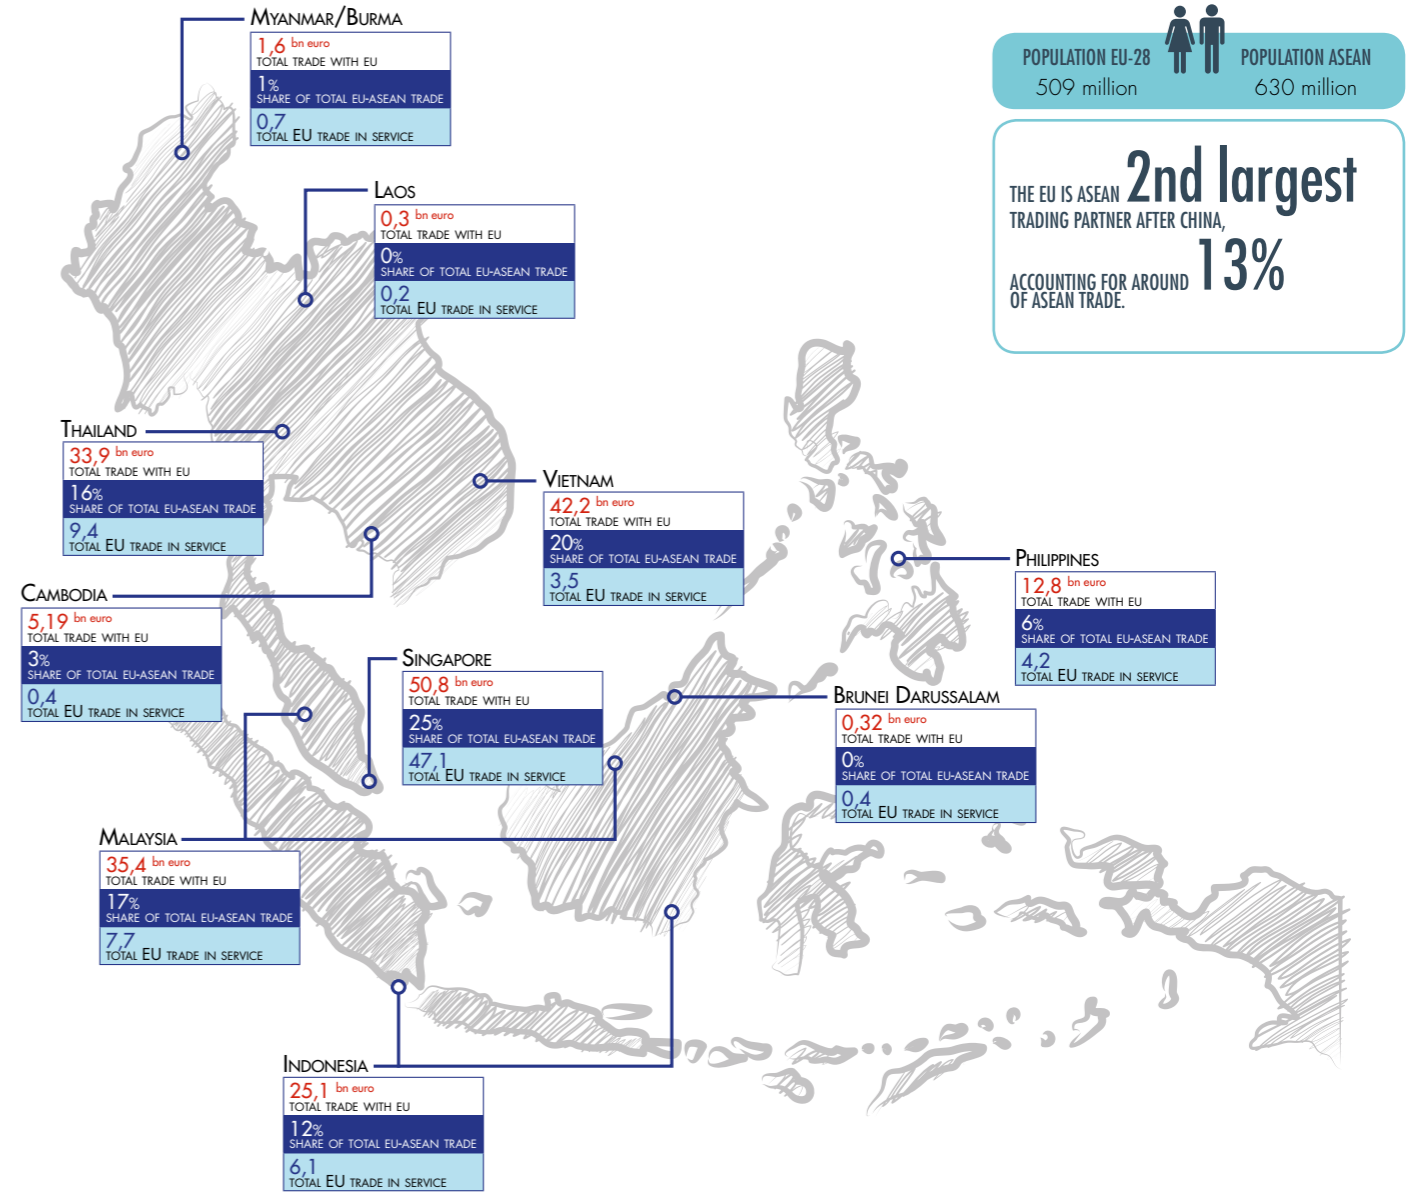 MYANMAR/BURMA
1,6 bn euro
TOTAL TRADE WITH EU
1%
SHARE OF TOTAL EU-ASEAN TRADE
0,7
TOTAL EU TRADE IN SERVICE
LAOS
0,3 bn euro
TOTAL TRADE WITH EU
0%
SHARE OF TOTAL EU-ASEAN TRADE
0,2
TOTAL EU TRADE IN SERVICE
POPULATION EU-28
509 million
POPULATION ASEAN
630 million
THE EU IS ASEAN 2nd largest
TRADING PARTNER AFTER CHINA,
ACCOUNTING FOR AROUND 13%
OF ASEAN TRADE.
THAILAND
33,9 bn euro
TOTAL TRADE WITH EU
16%
SHARE OF TOTAL EU-ASEAN TRADE
9,4
TOTAL EU TRADE IN SERVICE
VIETNAM
42,2 bn euro
TOTAL TRADE WITH EU
20%
SHARE OF TOTAL EU-ASEAN TRADE
3,5
TOTAL EU TRADE IN SERVICE
PHILIPPINES
12,8 bn euro
TOTAL TRADE WITH EU
6%
SHARE OF TOTAL EU-ASEAN TRADE
4,2
TOTAL EU TRADE IN SERVICE
CAMBODIA
5,19 bn euro
TOTAL TRADE WITH EU
3%
SHARE OF TOTAL EU-ASEAN TRADE
0,4
TOTAL EU TRADE IN SERVICE
SINGAPORE
50,8 bn euro
TOTAL TRADE WITH EU
25%
SHARE OF TOTAL EU-ASEAN TRADE
47,1
TOTAL EU TRADE IN SERVICE
BRUNEI DARUSSALAM
0,32 bn euro
TOTAL TRADE WITH EU
0%
SHARE OF TOTAL EU-ASEAN TRADE
0,4
TOTAL EU TRADE IN SERVICE
MALAYSIA
35,4 bn euro
TOTAL TRADE WITH EU
17%
SHARE OF TOTAL EU-ASEAN TRADE
7,7
TOTAL EU TRADE IN SERVICE
INDONESIA
25,1 bn euro
TOTAL TRADE WITH EU
12%
SHARE OF TOTAL EU-ASEAN TRADE
6,1
TOTAL EU TRADE IN SERVICE